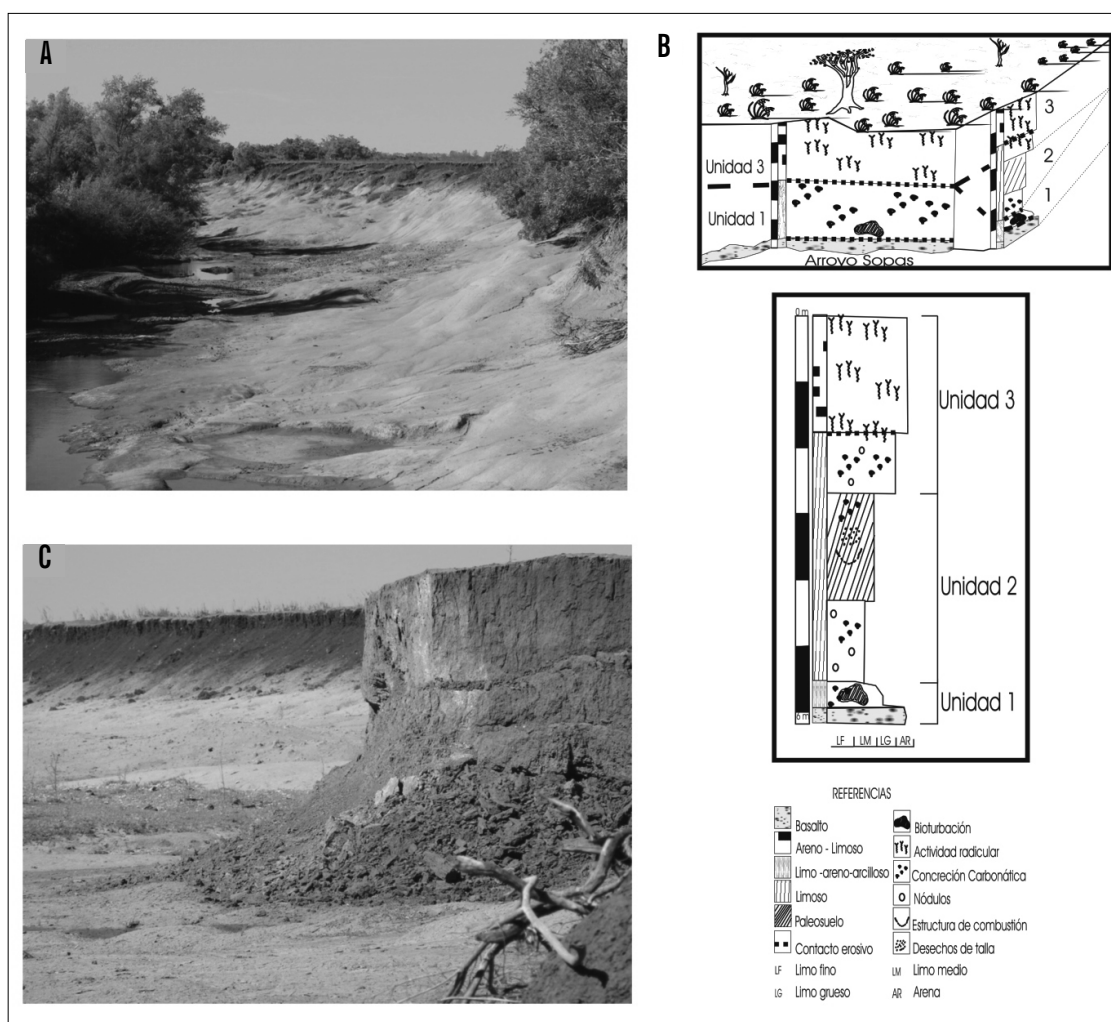 A
B
3
Unidad 3
2
Unidad 1
1
Arroyo Sopas
0 m
Unidad 3
Unidad 2
Unidad 1
6 m
LF LM LG AR
C
REFERENCIAS
Basalto
Areno - Limoso
Limo -areno-arcilloso
Limoso
Paleosuelo
Contacto erosivo
LF Limo fino
LG Limo grueso
Bioturbación
Actividad radicular
Concreción Carbonática
Nódulos
Estructura de combustión
Desechos de talla
LM Limo medio
AR Arena